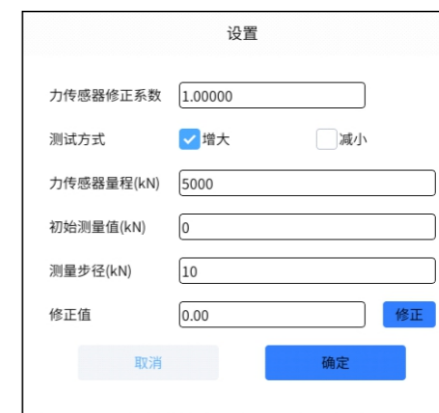 设置
力传感器修正系数 1.00000
测试方式 增大 减小
力传感器量程(kN) 5000
初始测量值(kN) 0
测量步径(kN) 10
修正值 0.00 修正
取消 确定